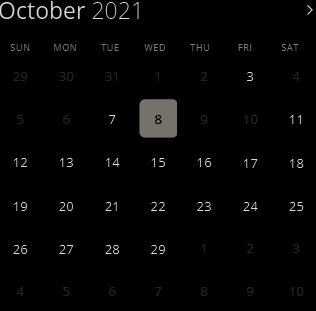 October 2021
SUN MON TUE WED THU FRI SAT
29 30 31 1 2 3 4
5 6 7 8 9 10 11
12 13 14 15 16 17 18
19 20 21 22 23 24 25
26 27 28 29 1 2 3
4 5 6 7 8 9 10